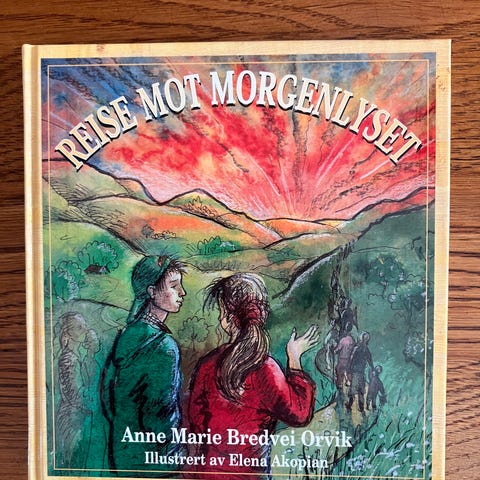 REISE MOT MORGENLYSET
Anne Marie Bredvei Orvik
Illustrert av Elena Akopian